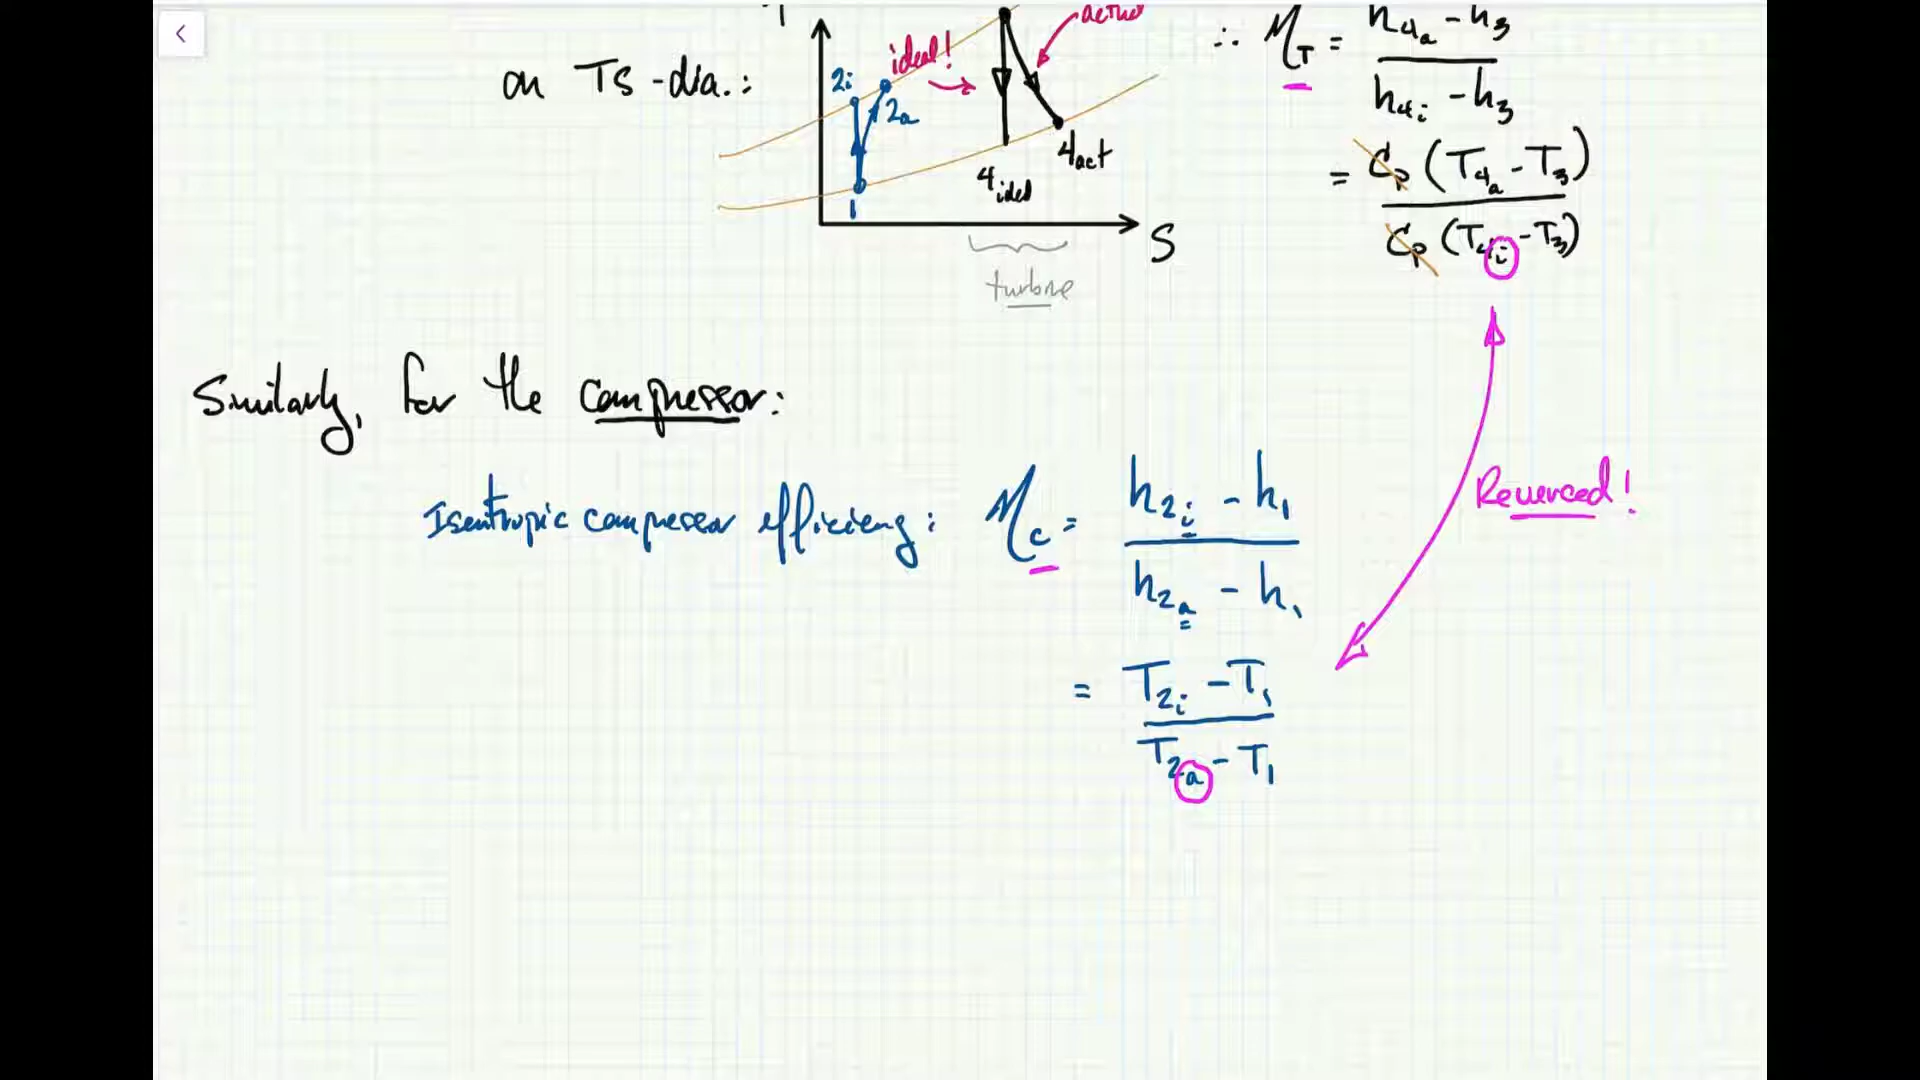 on TS-dia.:
ideal!
2i
2a
1
4ideal
4act
S
turbine
∴ ηT = h4a - h3
h4i - h3
= Cp (T4a - T3)
Cp (T4i - T3)
Similarly, for the compressor:
Reversed!
Isentropic compressor efficiency: ηc = h2i - h1
h2a - h1
= T2i - T1
T2a - T1